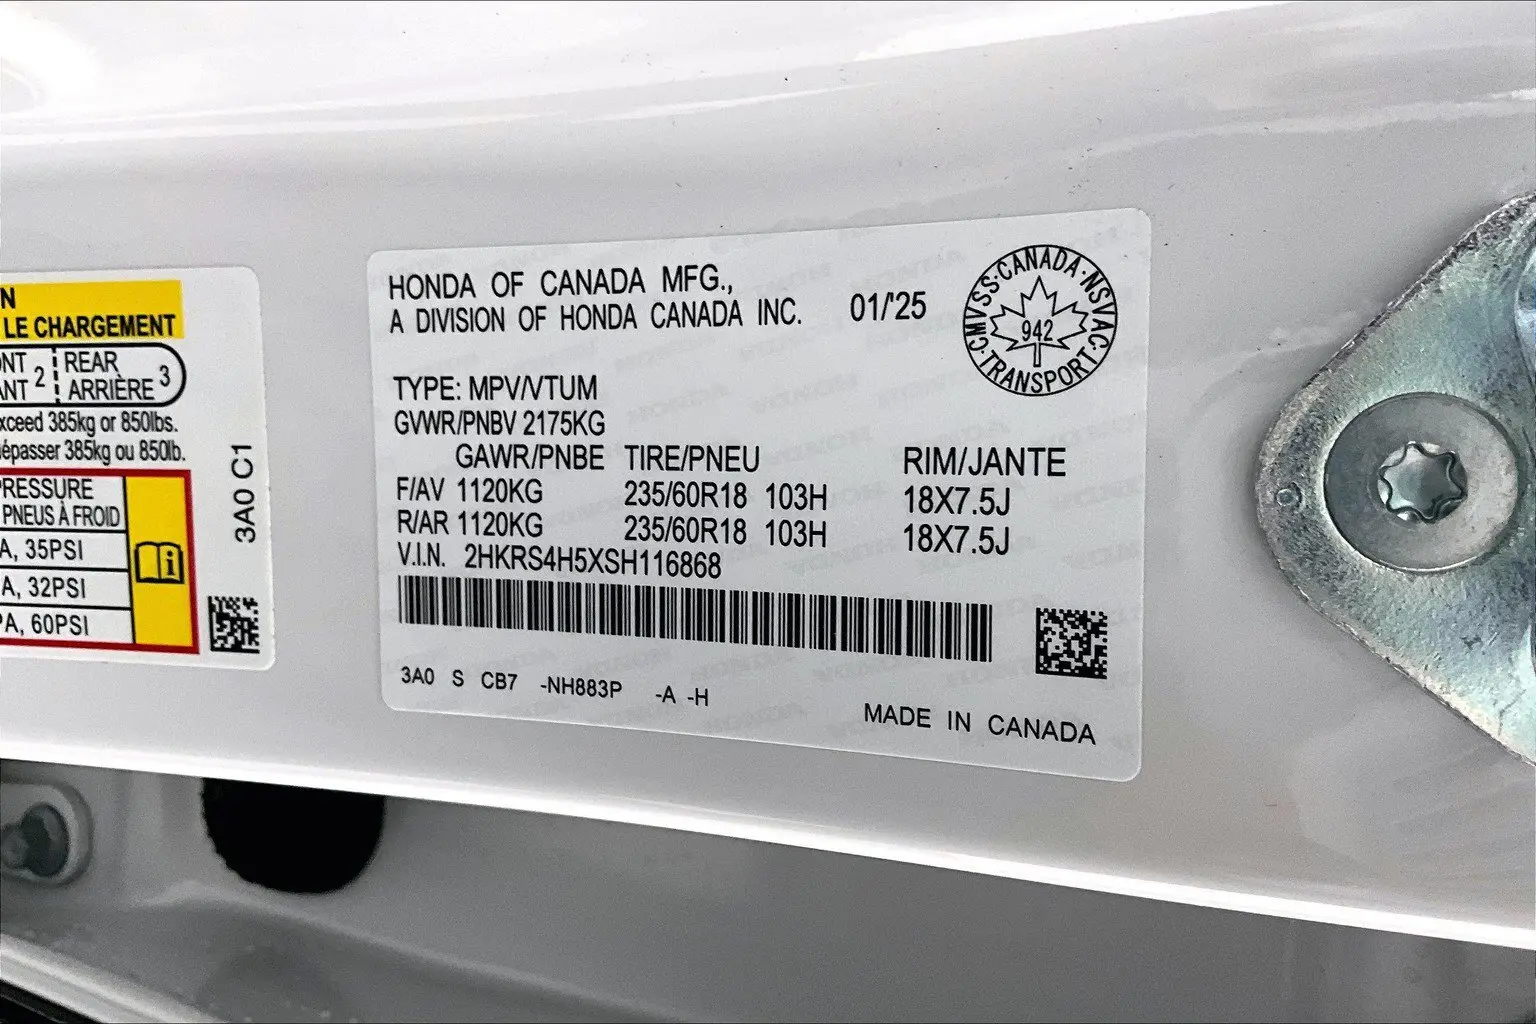 N
LE CHARGEMENT
NT 2 REAR
ANT ARRIÈRE 3
xceed 385kg or 850lbs.
épasser 385kg ou 850lb.
RESSURE
PNEUS À FROID
A, 35PSI
A, 32PSI
PA, 60PSI
3A0 C1
HONDA OF CANADA MFG.,
A DIVISION OF HONDA CANADA INC.
01/'25
CMVSS·CANADA·NSVAC·TRANSPORT·
942
TYPE: MPV/VTUM
GVWR/PNBV 2175KG
GAWR/PNBE TIRE/PNEU RIM/JANTE
F/AV 1120KG 235/60R18 103H 18X7.5J
R/AR 1120KG 235/60R18 103H 18X7.5J
V.I.N. 2HKRS4H5XSH116868
3A0 S CB7 -NH883P -A -H
MADE IN CANADA